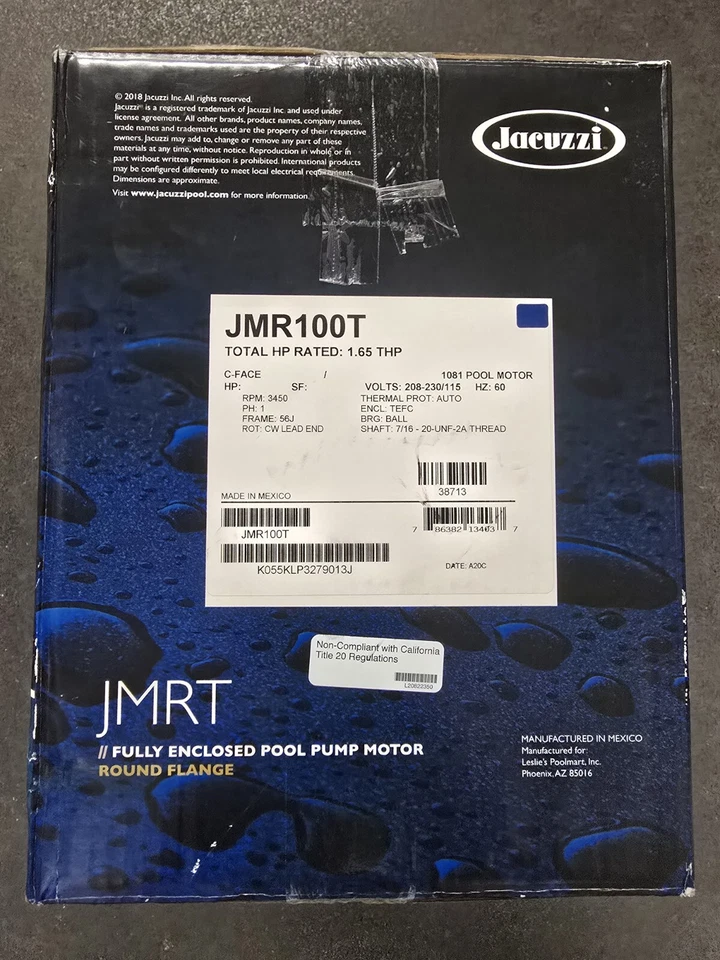 © 2018 Jacuzzi Inc. All rights reserved.
Jacuzzi® is a registered trademark of Jacuzzi Inc. and used under
license agreement. All other brands, product names, company names,
trade names and trademarks used are the property of their respective
owners. Jacuzzi may add to, change or remove any part of these
materials at any time, without notice. Reproduction in whole or in
part without written permission is prohibited. International products
may be configured differently to meet local electrical requirements.
Dimensions are approximate.
Visit www.jacuzzipool.com for more information.
Jacuzzi
JMR100T
TOTAL HP RATED: 1.65 THP
C-FACE / 1081 POOL MOTOR
HP: SF: VOLTS: 208-230/115 HZ: 60
RPM: 3450 THERMAL PROT: AUTO
PH: 1 ENCL: TEFC
FRAME: 56J BRG: BALL
ROT: CW LEAD END SHAFT: 7/16 - 20-UNF-2A THREAD
38713
MADE IN MEXICO
JMR100T
7 86382 13403 7
K055KLP3279013J
DATE: A20C
Non-Compliant with California
Title 20 Regulations
L20622350
JMRT
// FULLY ENCLOSED POOL PUMP MOTOR
ROUND FLANGE
MANUFACTURED IN MEXICO
Manufactured for:
Leslie's Poolmart, Inc.
Phoenix, AZ 85016